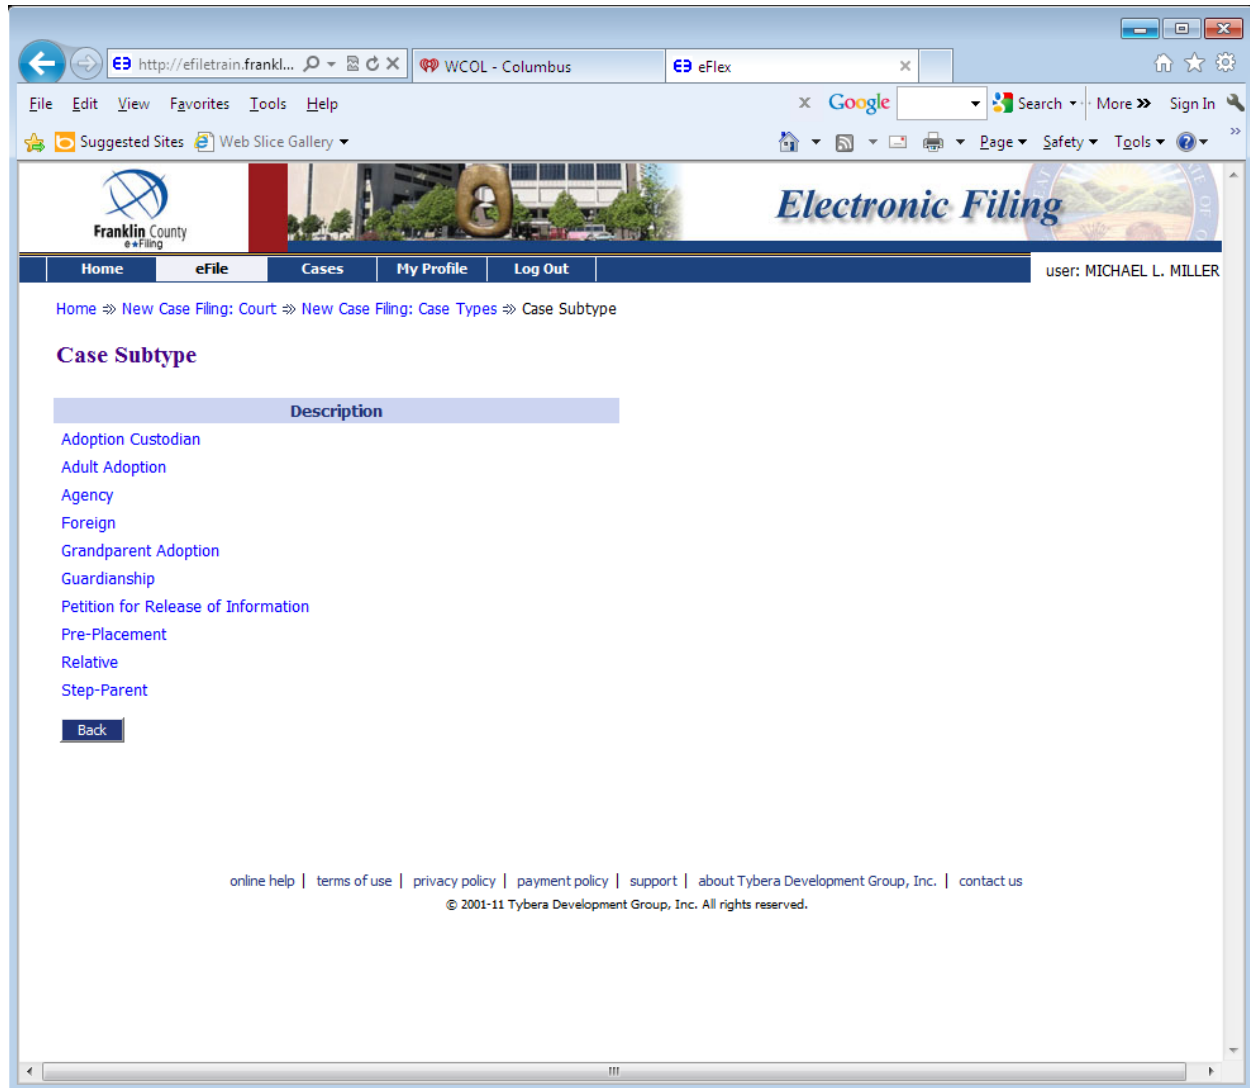 http://efiletrain.frankl...
WCOL - Columbus
eFlex
File Edit View Favorites Tools Help
x Google Search More » Sign In
Suggested Sites Web Slice Gallery
Page Safety Tools
Franklin County
e★Filing
Electronic Filing
Home eFile Cases My Profile Log Out
user: MICHAEL L. MILLER
Home ⇒ New Case Filing: Court ⇒ New Case Filing: Case Types ⇒ Case Subtype
Case Subtype
Description
Adoption Custodian
Adult Adoption
Agency
Foreign
Grandparent Adoption
Guardianship
Petition for Release of Information
Pre-Placement
Relative
Step-Parent
Back
online help | terms of use | privacy policy | payment policy | support | about Tybera Development Group, Inc. | contact us
© 2001-11 Tybera Development Group, Inc. All rights reserved.